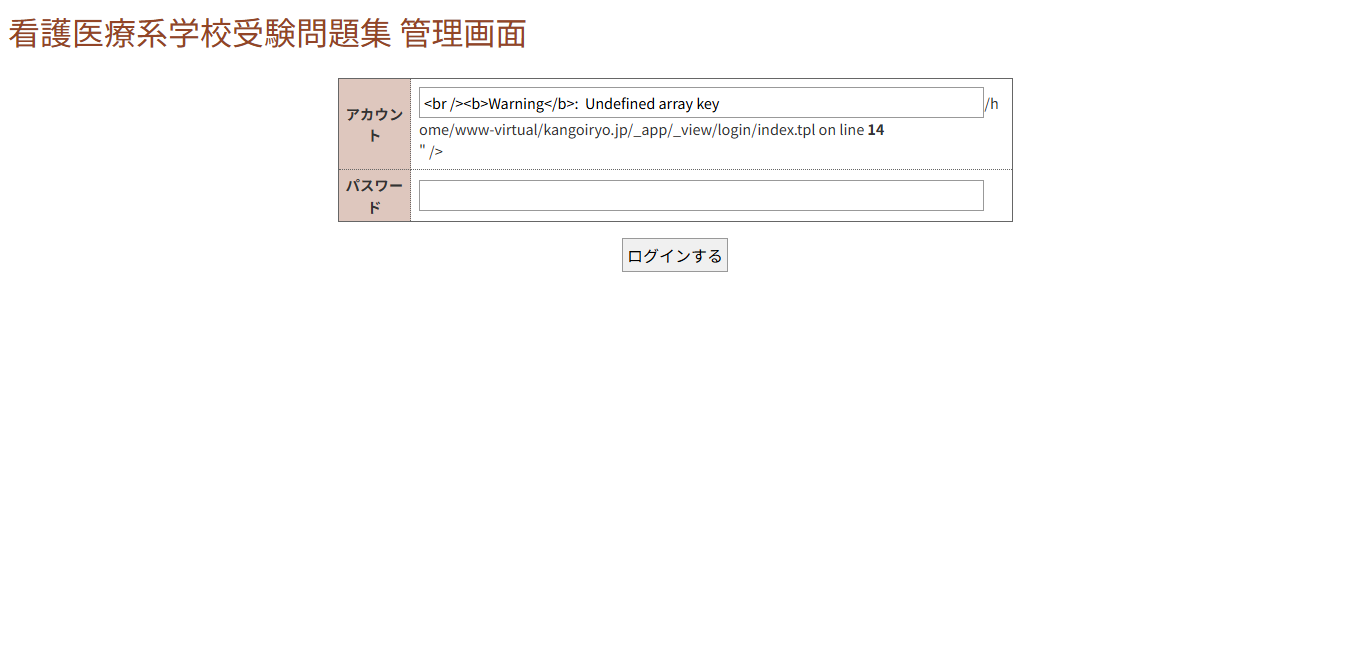 看護医療系学校受験問題集 管理画面
アカウン
ト
<br /><b>Warning</b>:  Undefined array key
/h
ome/www-virtual/kangoiryo.jp/_app/_view/login/index.tpl on line 14
" />
パスワー
ド
ログインする